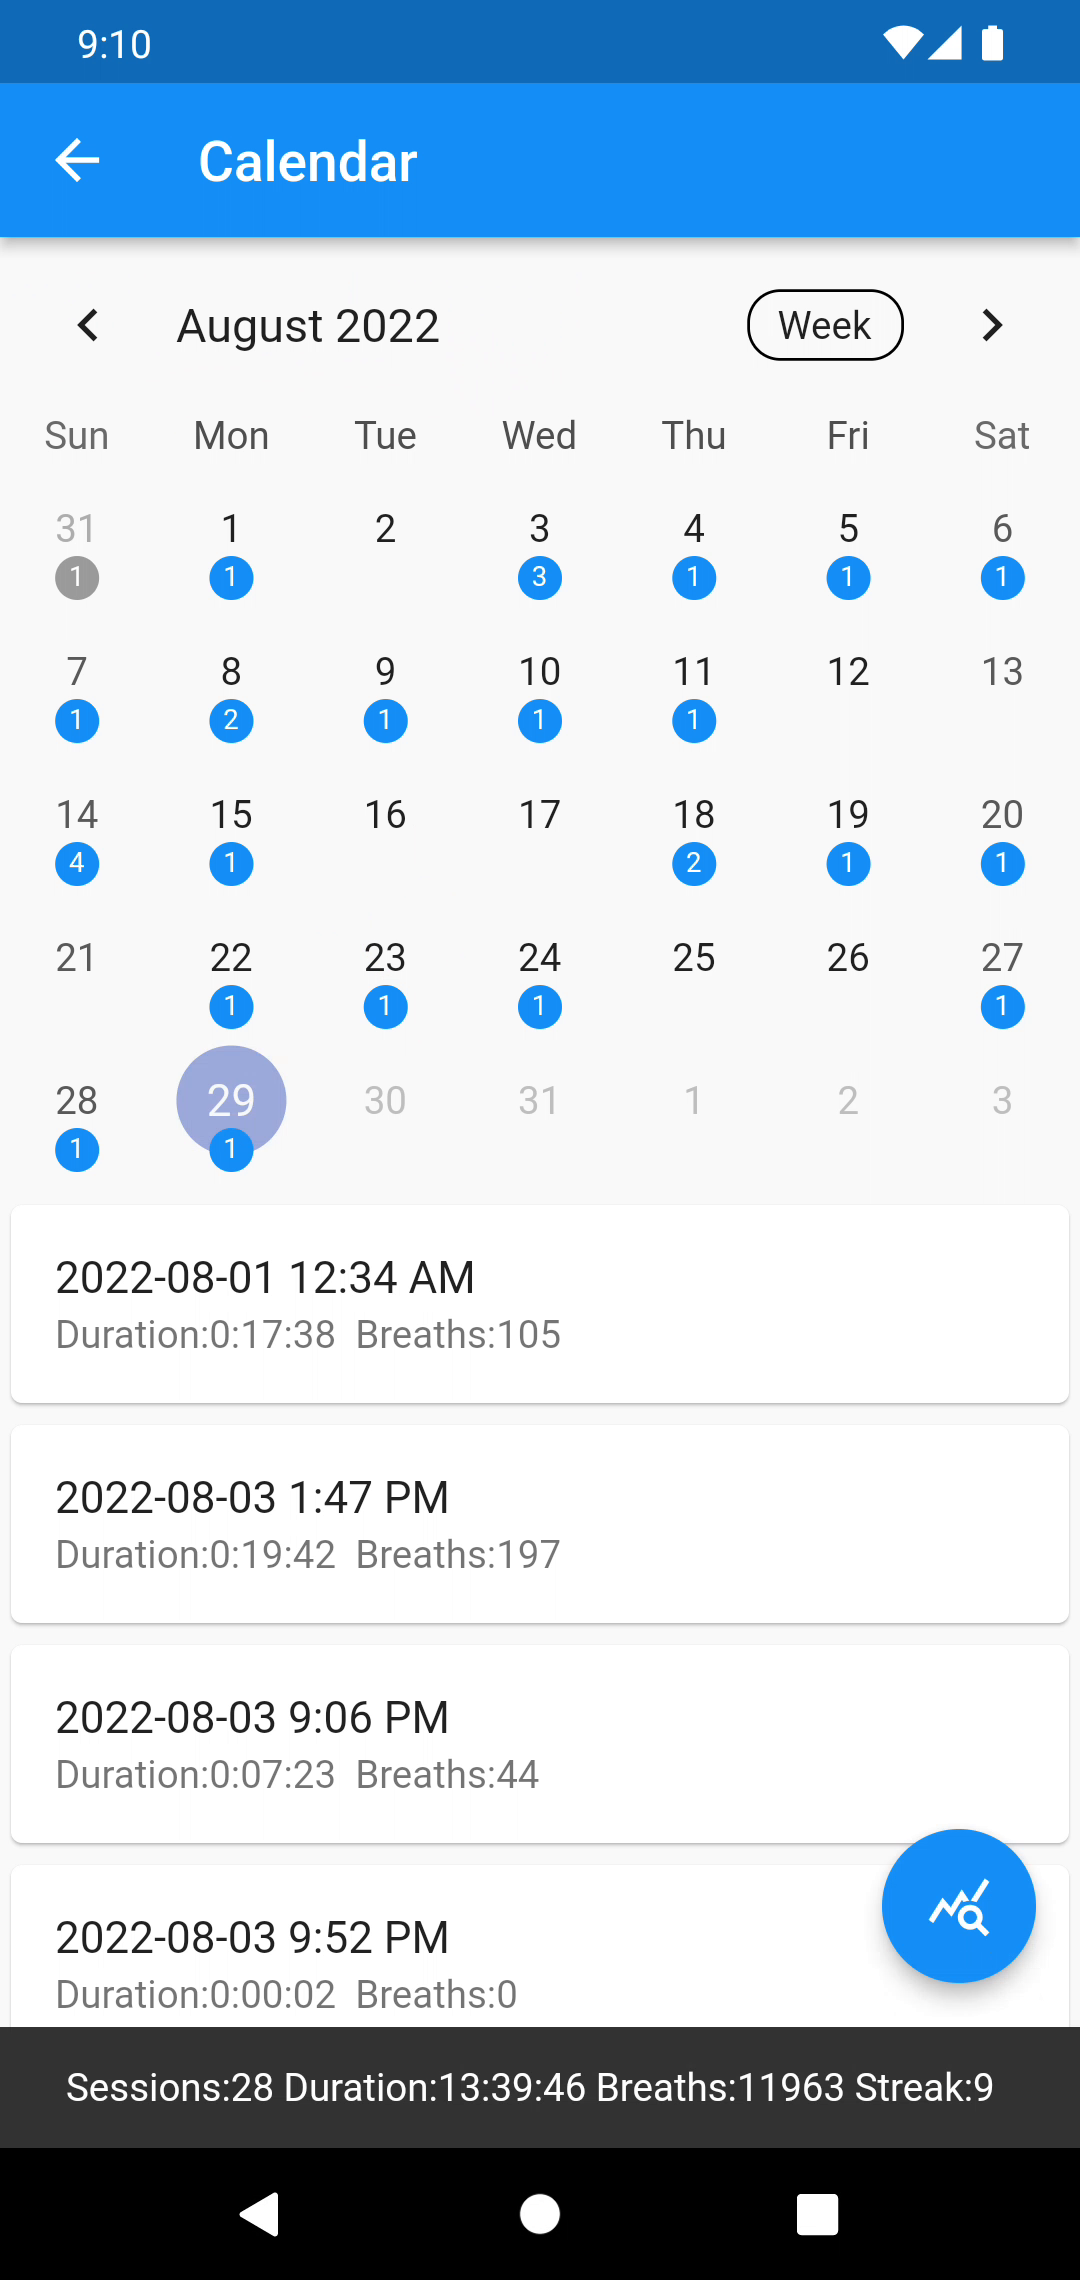 9:10
Calendar
August 2022 Week
Sun Mon Tue Wed Thu Fri Sat
31 1 2 3 4 5 6
1 1 3 1 1 1
7 8 9 10 11 12 13
1 2 1 1 1
14 15 16 17 18 19 20
4 1 2 1 1
21 22 23 24 25 26 27
1 1 1 1
28 29 30 31 1 2 3
1 1
2022-08-01 12:34 AM
Duration:0:17:38 Breaths:105
2022-08-03 1:47 PM
Duration:0:19:42 Breaths:197
2022-08-03 9:06 PM
Duration:0:07:23 Breaths:44
2022-08-03 9:52 PM
Duration:0:00:02 Breaths:0
Sessions:28 Duration:13:39:46 Breaths:11963 Streak:9